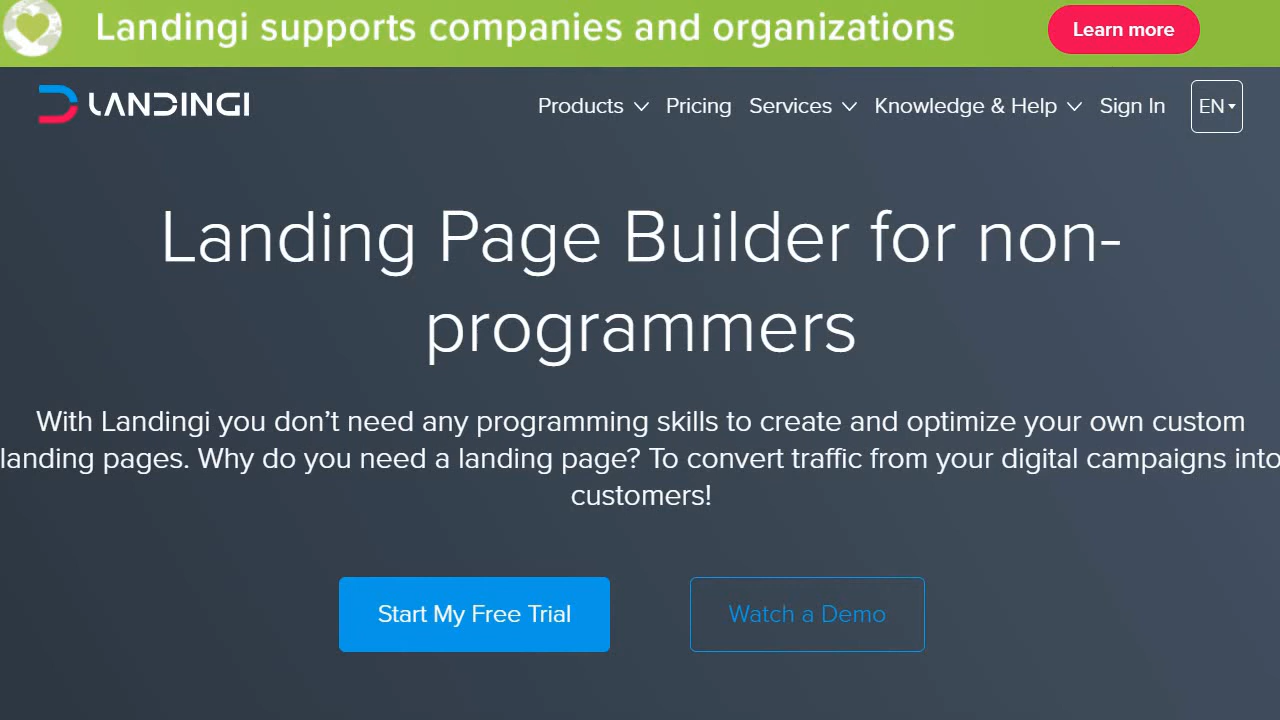 Landingi supports companies and organizations
Learn more
LANDINGI
Products
Pricing
Services
Knowledge & Help
Sign In
EN
Landing Page Builder for non-
programmers
With Landingi you don’t need any programming skills to create and optimize your own custom
landing pages. Why do you need a landing page? To convert traffic from your digital campaigns into
customers!
Start My Free Trial
Watch a Demo